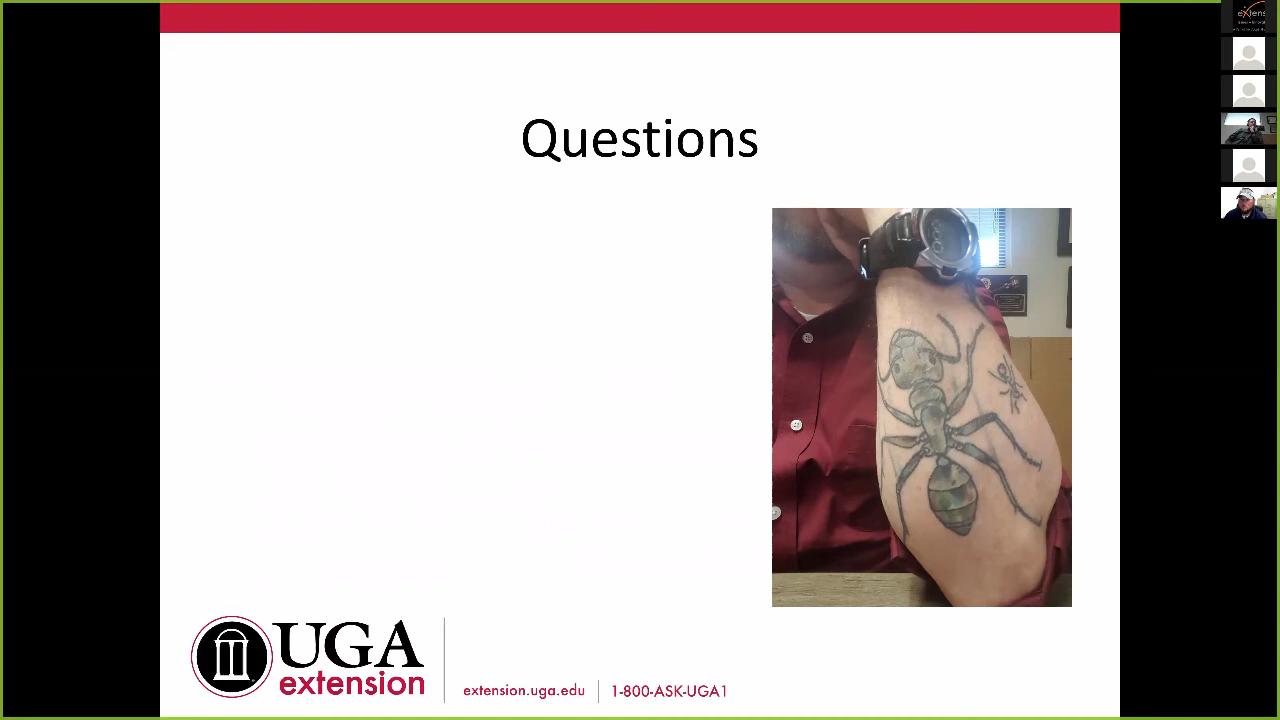 Questions
UGA
extension
extension.uga.edu
1-800-ASK-UGA1